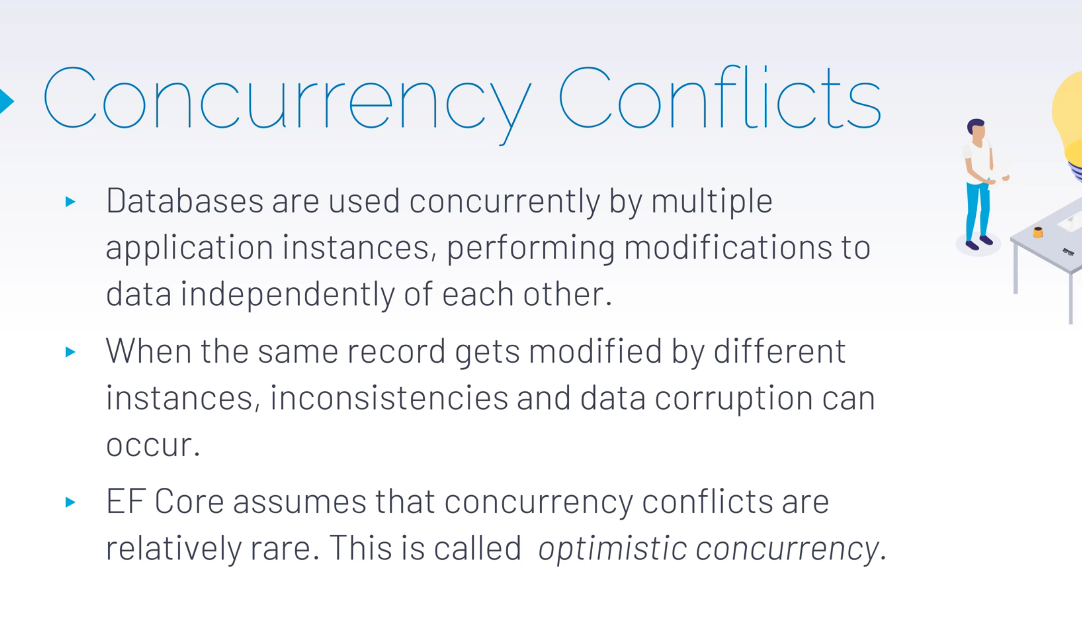 Concurrency Conflicts
Databases are used concurrently by multiple
application instances, performing modifications to
data independently of each other.
When the same record gets modified by different
instances, inconsistencies and data corruption can
occur.
EF Core assumes that concurrency conflicts are
relatively rare. This is called optimistic concurrency.